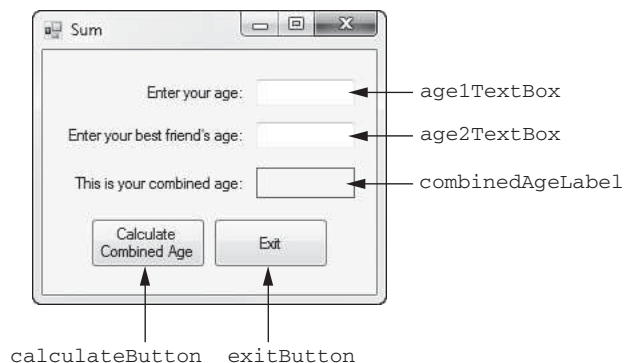 Sum
Enter your age:
age1TextBox
Enter your best friend's age:
age2TextBox
This is your combined age:
combinedAgeLabel
Calculate
Combined Age
Exit
calculateButton
exitButton